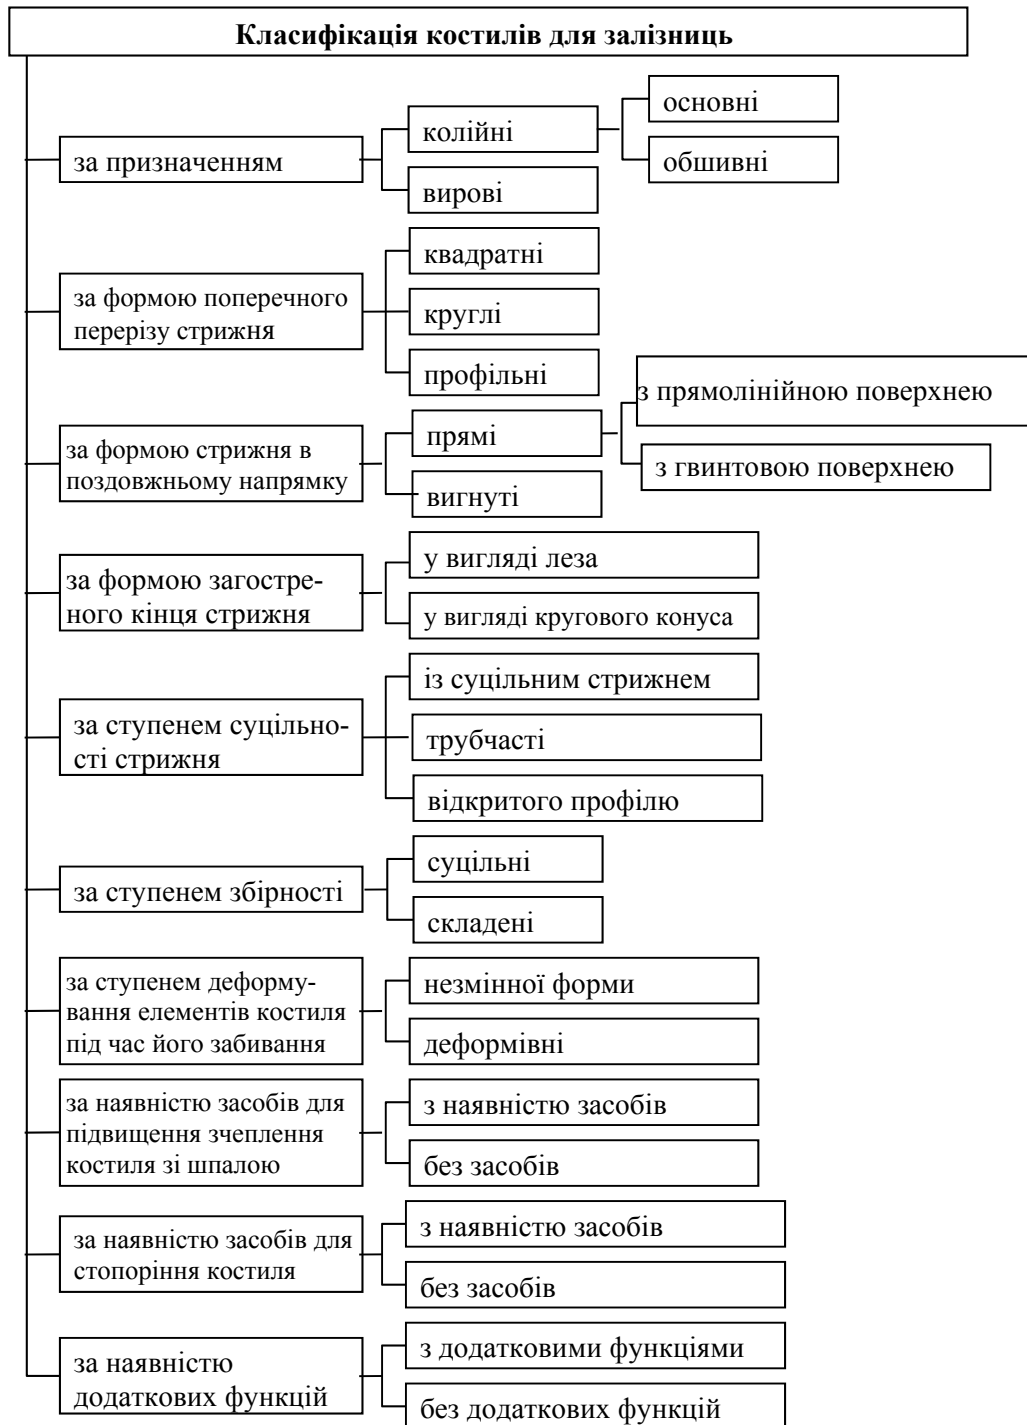 Класифікація костилів для залізниць
за призначенням
колійні
основні
обшивні
вирові
за формою поперечного
перерізу стрижня
квадратні
круглі
профільні
за формою стрижня в
поздовжньому напрямку
прямі
з прямолінійною поверхнею
з гвинтовою поверхнею
вигнуті
за формою загостре-
ного кінця стрижня
у вигляді леза
у вигляді кругового конуса
за ступенем суцільно-
сті стрижня
із суцільним стрижнем
трубчасті
відкритого профілю
за ступенем збірності
суцільні
складені
за ступенем деформу-
вання елементів костиля
під час його забивання
незмінної форми
деформівні
за наявністю засобів для
підвищення зчеплення
костиля зі шпалою
з наявністю засобів
без засобів
за наявністю засобів для
стопоріння костиля
з наявністю засобів
без засобів
за наявністю
додаткових функцій
з додатковими функціями
без додаткових функцій